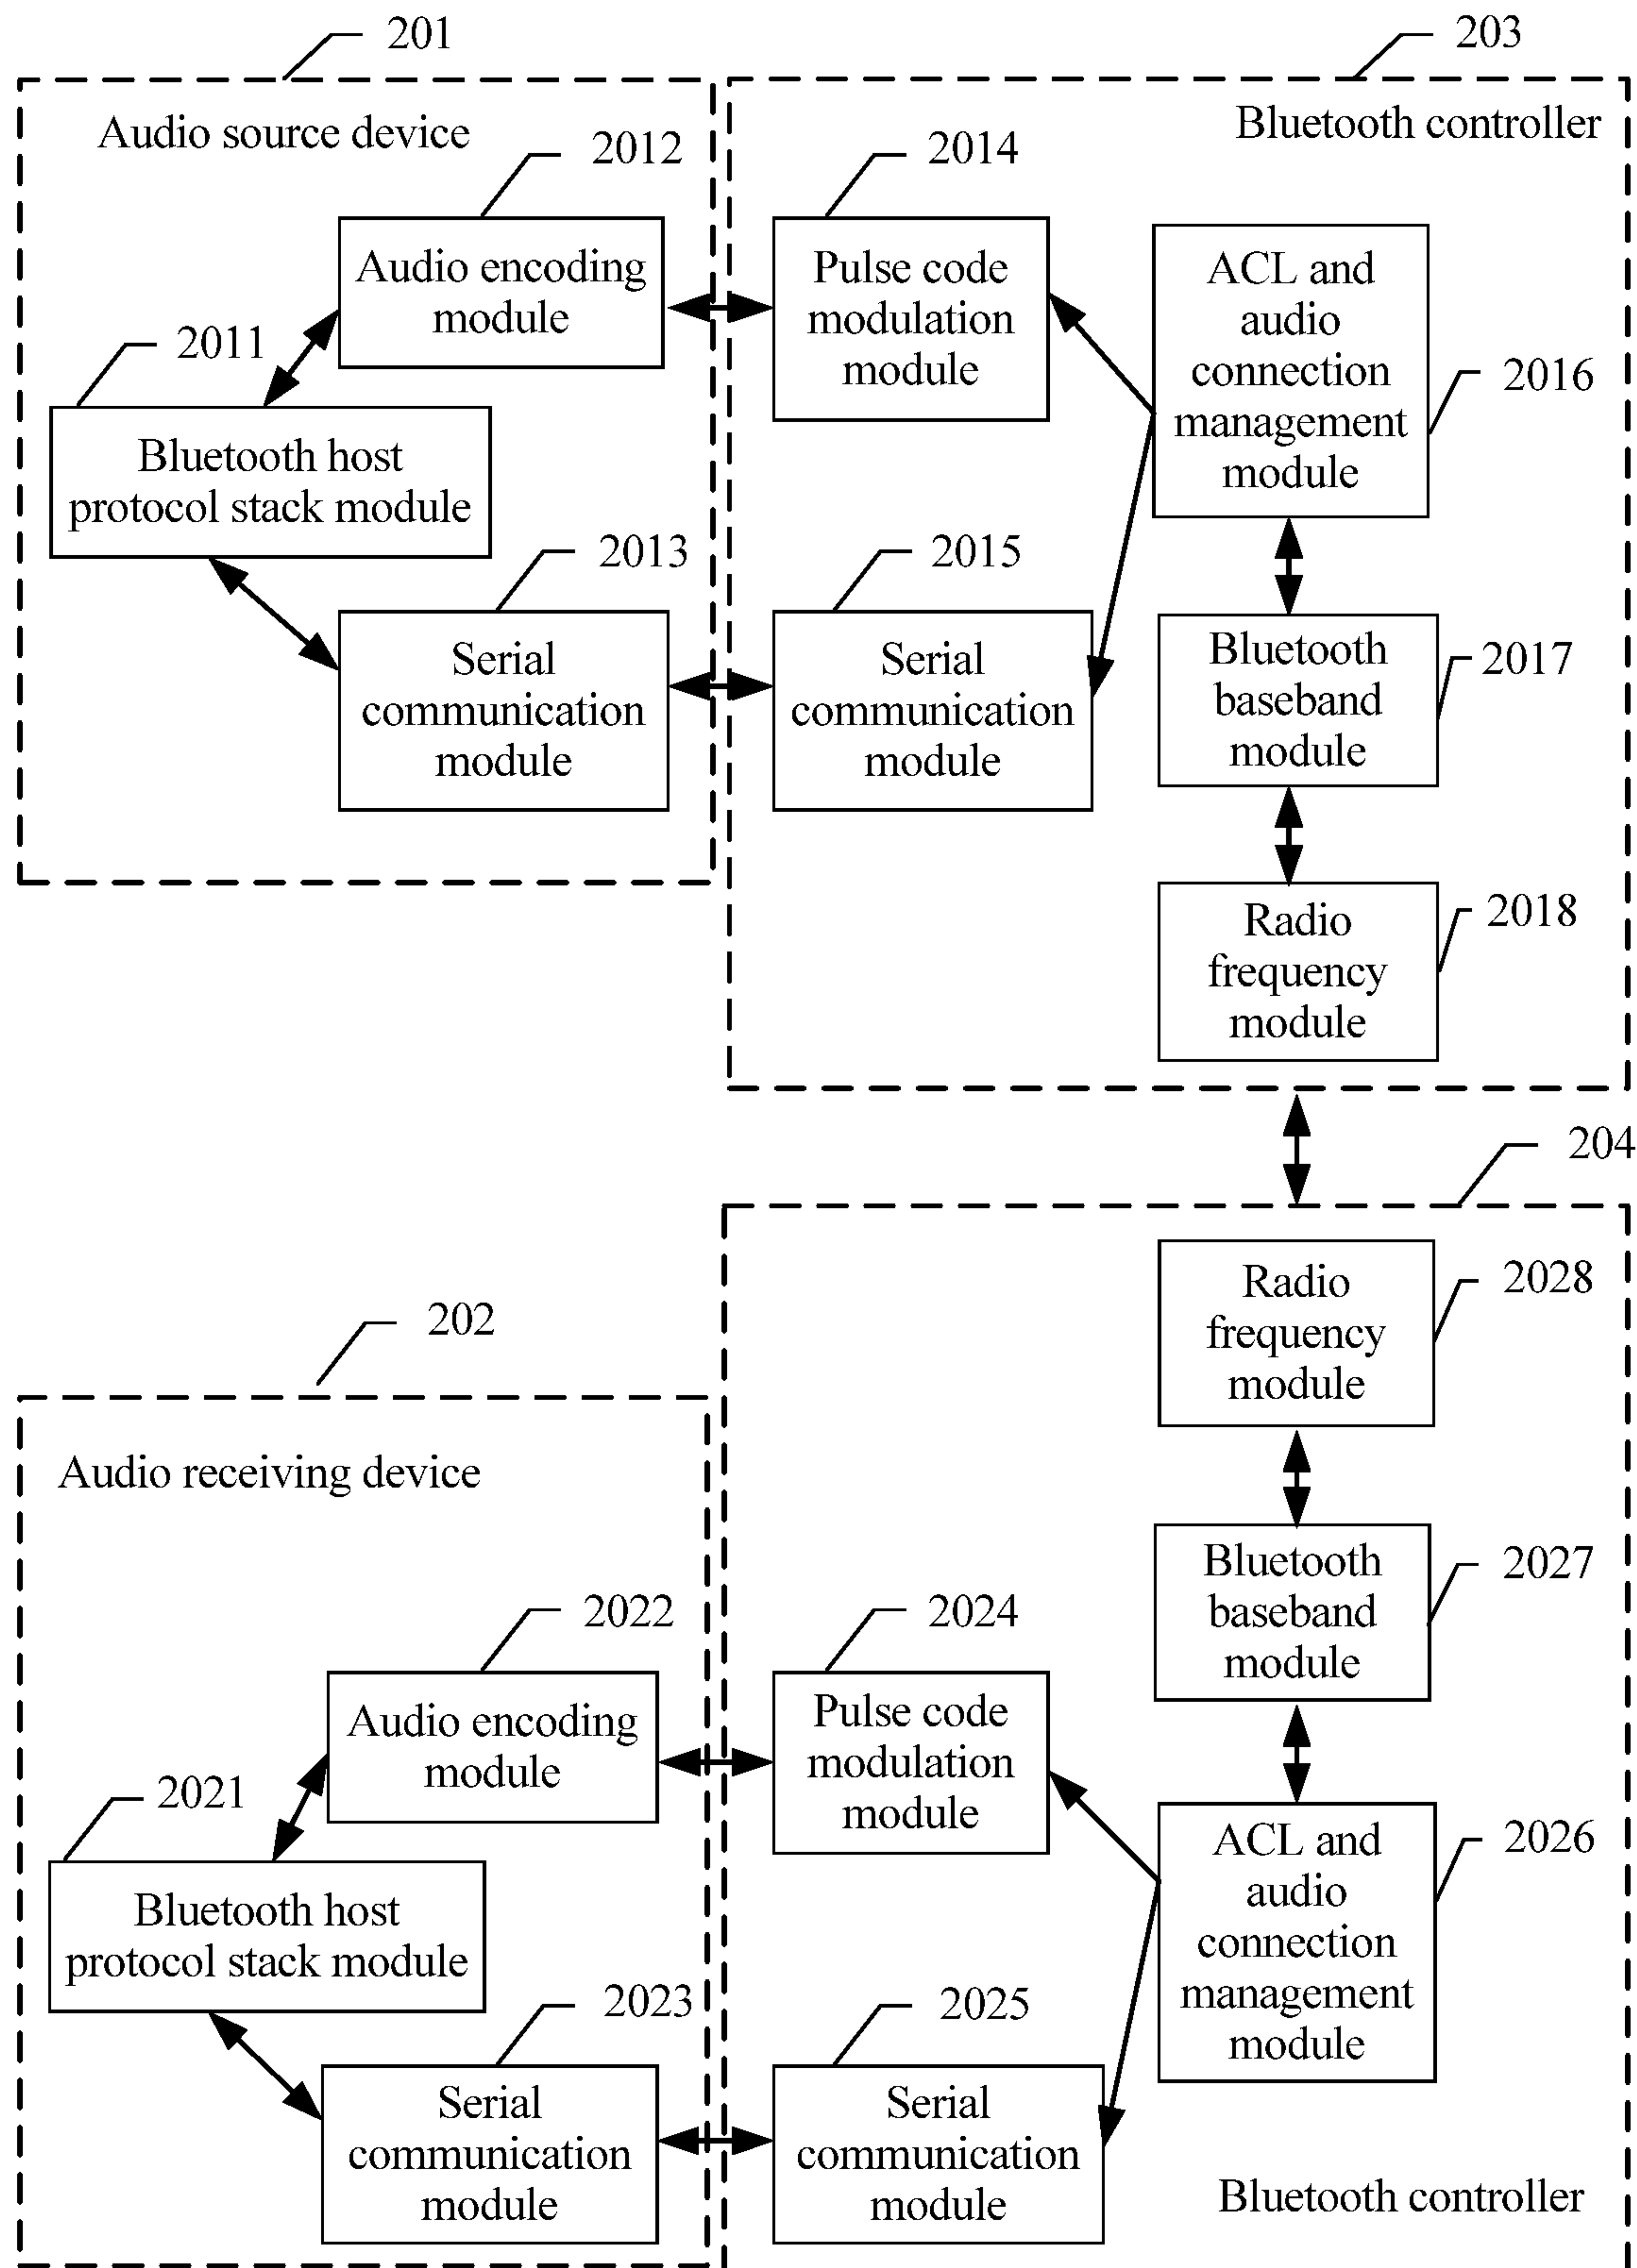 201
203
Audio source device
Bluetooth controller
2012
2014
Audio encoding
module
Pulse code
modulation
module
ACL and
audio
connection
management
module
2016
2011
Bluetooth host
protocol stack module
2013
2015
Serial
communication
module
Serial
communication
module
Bluetooth
baseband
module
2017
Radio
frequency
module
2018
204
Radio
frequency
module
2028
202
Audio receiving device
Bluetooth
baseband
module
2027
2022
2024
Audio encoding
module
Pulse code
modulation
module
2021
Bluetooth host
protocol stack module
ACL and
audio
connection
management
module
2026
2023
2025
Serial
communication
module
Serial
communication
module
Bluetooth controller